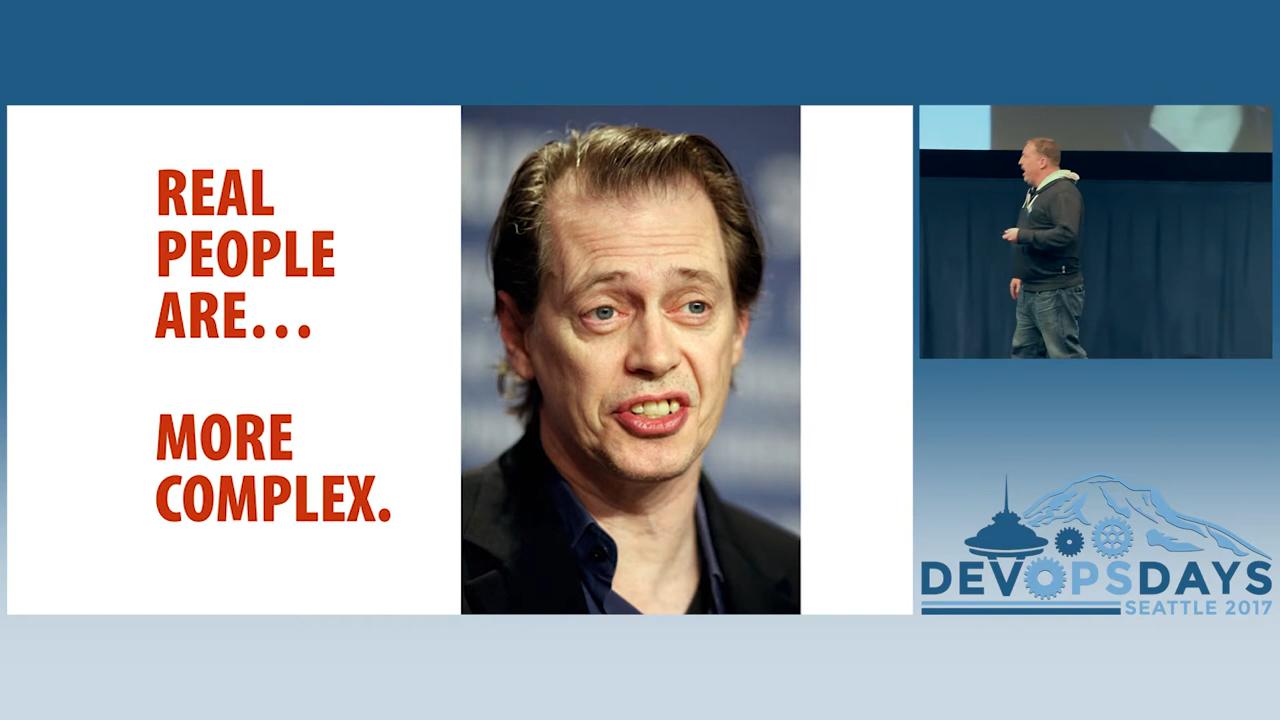 REAL
PEOPLE
ARE...
MORE
COMPLEX.
DEVOPSDAYS
SEATTLE 2017